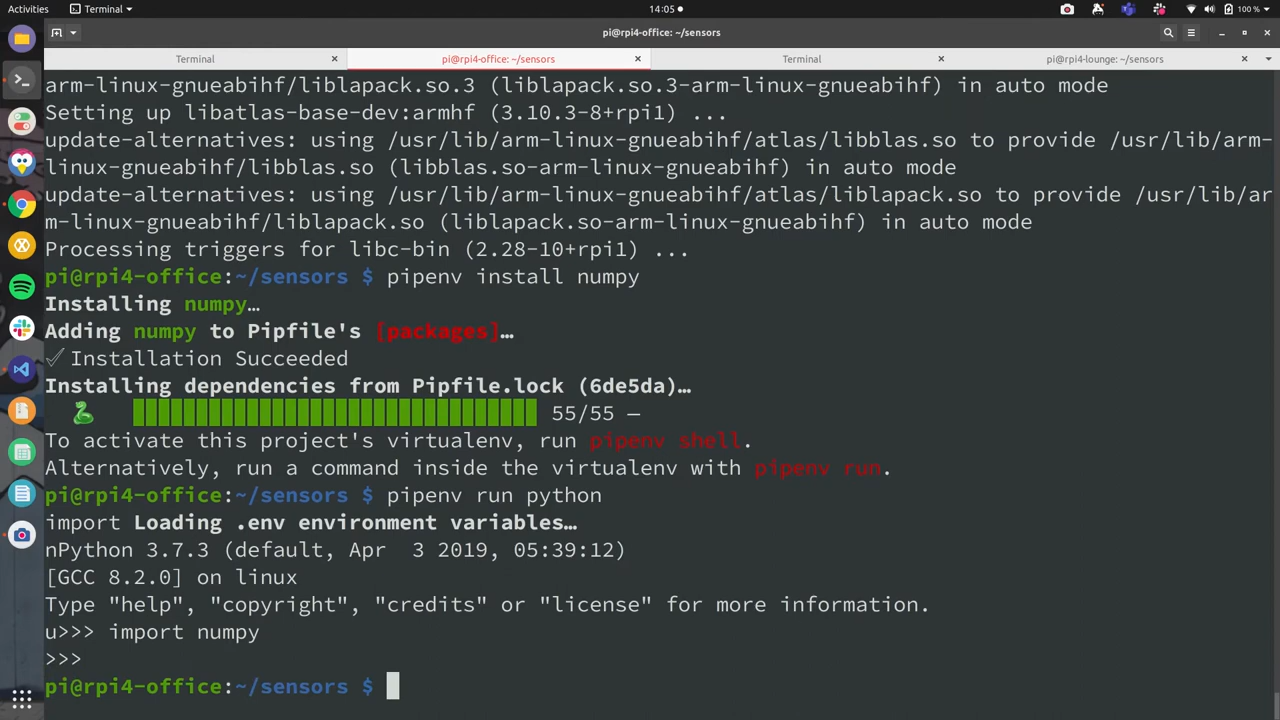 Activities
Terminal
14:05
100 %
pi@rpi4-office: ~/sensors
Terminal
pi@rpi4-office: ~/sensors
Terminal
pi@rpi4-lounge: ~/sensors
arm-linux-gnueabihf/liblapack.so.3 (liblapack.so.3-arm-linux-gnueabihf) in auto mode
Setting up libatlas-base-dev:armhf (3.10.3-8+rpi1) ...
update-alternatives: using /usr/lib/arm-linux-gnueabihf/atlas/libblas.so to provide /usr/lib/arm-
linux-gnueabihf/libblas.so (libblas.so-arm-linux-gnueabihf) in auto mode
update-alternatives: using /usr/lib/arm-linux-gnueabihf/atlas/liblapack.so to provide /usr/lib/ar
m-linux-gnueabihf/liblapack.so (liblapack.so-arm-linux-gnueabihf) in auto mode
Processing triggers for libc-bin (2.28-10+rpi1) ...
pi@rpi4-office:~/sensors $ pipenv install numpy
Installing numpy…
Adding numpy to Pipfile's [packages]…
✓ Installation Succeeded
Installing dependencies from Pipfile.lock (6de5da)…
55/55 —
To activate this project's virtualenv, run pipenv shell.
Alternatively, run a command inside the virtualenv with pipenv run.
pi@rpi4-office:~/sensors $ pipenv run python
import Loading .env environment variables…
nPython 3.7.3 (default, Apr  3 2019, 05:39:12)
[GCC 8.2.0] on linux
Type "help", "copyright", "credits" or "license" for more information.
u>>> import numpy
>>>
pi@rpi4-office:~/sensors $